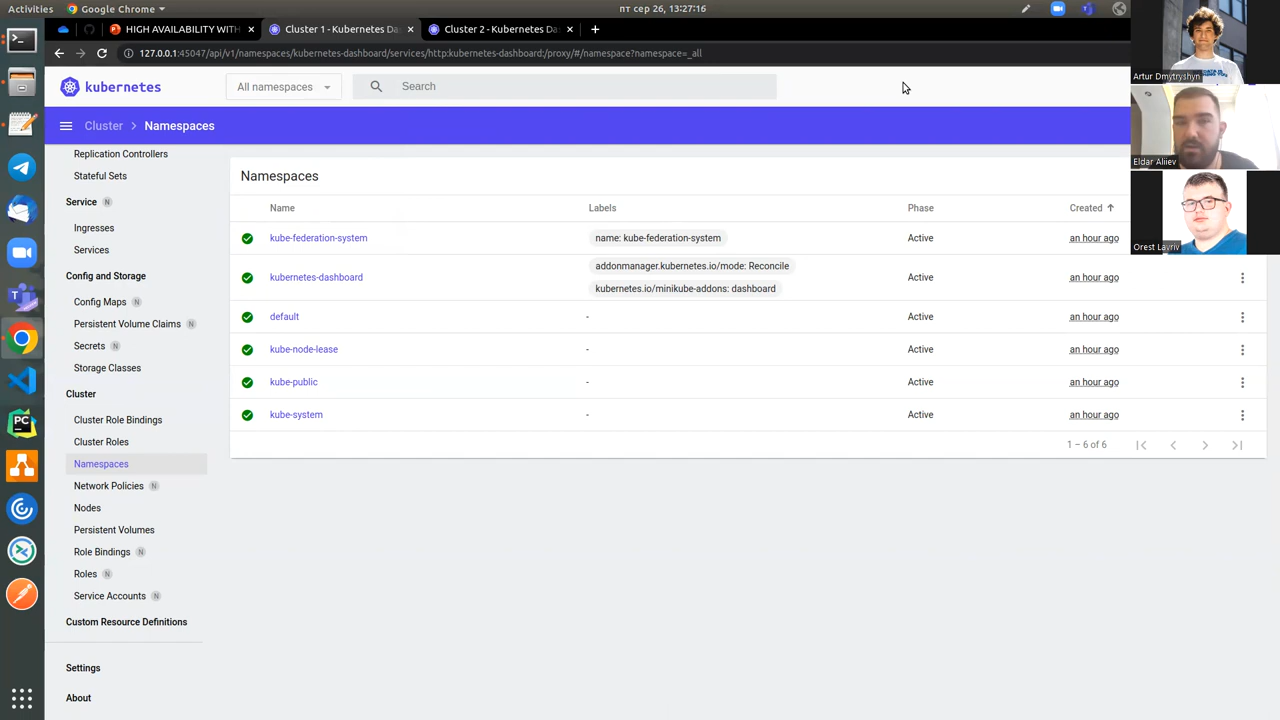 Activities
Google Chrome
пт сер 26, 13:27:16
HIGH AVAILABILITY WITH
Cluster 1 - Kubernetes Da
Cluster 2 - Kubernetes Da
127.0.0.1:45047/api/v1/namespaces/kubernetes-dashboard/services/http:kubernetes-dashboard:/proxy/#/namespace?namespace=_all
kubernetes
All namespaces
Search
Cluster > Namespaces
Replication Controllers
Stateful Sets
Service N
Ingresses
Services
Config and Storage
Config Maps N
Persistent Volume Claims N
Secrets N
Storage Classes
Cluster
Cluster Role Bindings
Cluster Roles
Namespaces
Network Policies N
Nodes
Persistent Volumes
Role Bindings N
Roles N
Service Accounts N
Custom Resource Definitions
Settings
About
Namespaces
Name Labels Phase Created
kube-federation-system name: kube-federation-system Active an hour ago
kubernetes-dashboard addonmanager.kubernetes.io/mode: Reconcile Active an hour ago
kubernetes.io/minikube-addons: dashboard
default - Active an hour ago
kube-node-lease - Active an hour ago
kube-public - Active an hour ago
kube-system - Active an hour ago
1 – 6 of 6
Artur Dmytryshyn
Eldar Aliiev
Orest Lavriv